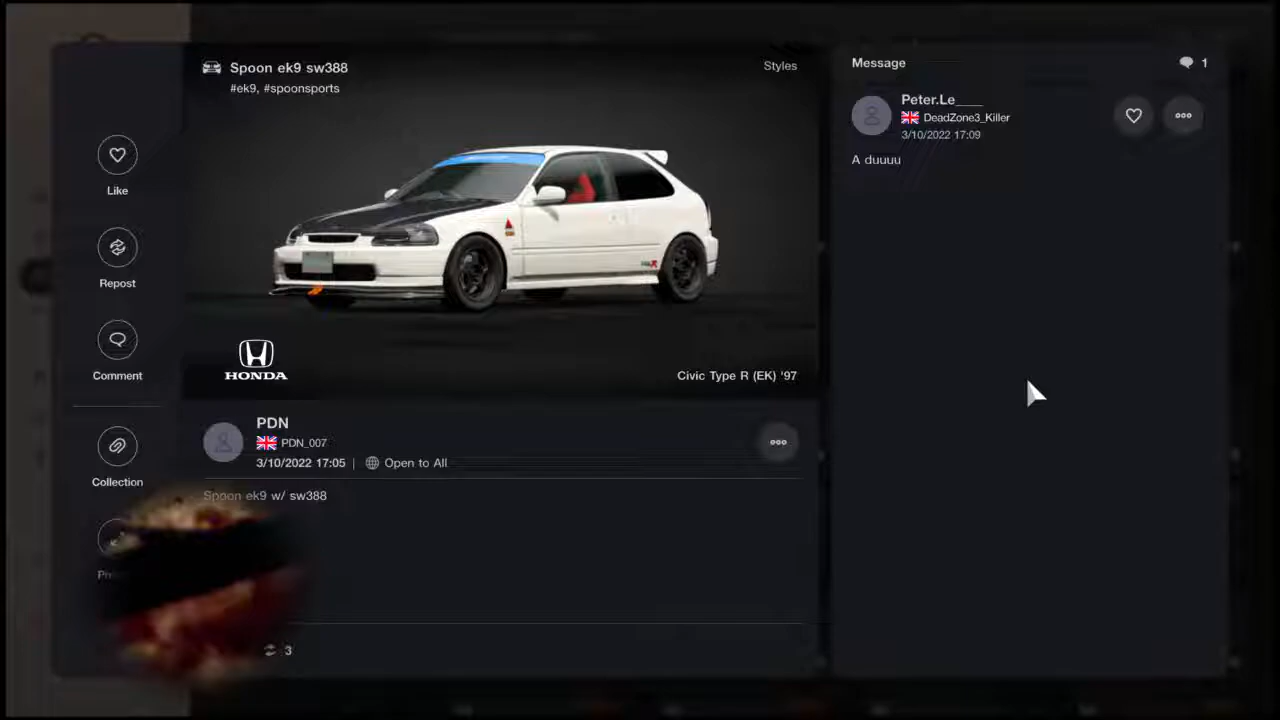 Spoon ek9 sw388
#ek9, #spoonsports
Styles
Like
Repost
Comment
Collection
HONDA
Civic Type R (EK) '97
PDN
PDN_007
3/10/2022 17:05 | Open to All
Spoon ek9 w/ sw388
3
Message
1
Peter.Le____
DeadZone3_Killer
3/10/2022 17:09
A duuuu